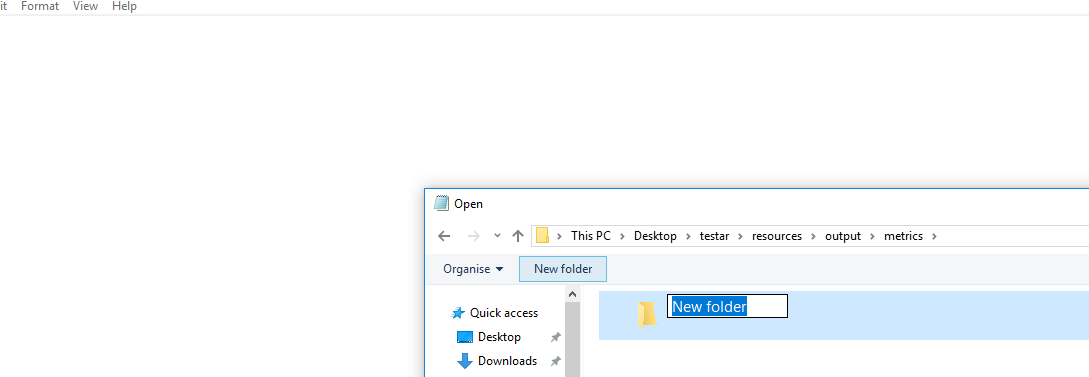 it Format View Help
Open
This PC Desktop testar resources output metrics
Organise New folder
New folder
Quick access
Desktop
Downloads